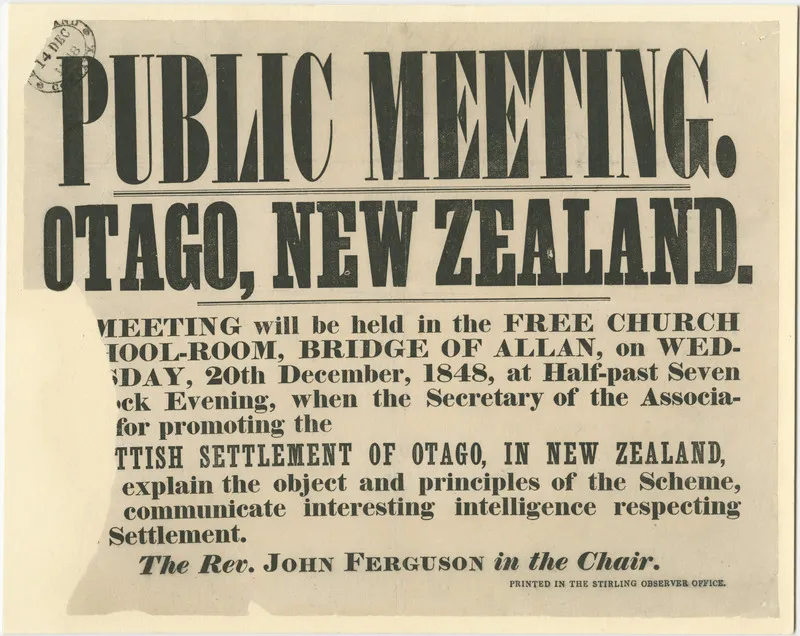 14 DEC
PUBLIC MEETING.
OTAGO, NEW ZEALAND.
MEETING will be held in the FREE CHURCH
HOOL-ROOM, BRIDGE OF ALLAN, on WED-
SDAY, 20th December, 1848, at Half-past Seven
ck Evening, when the Secretary of the Associa-
for promoting the
TTISH SETTLEMENT OF OTAGO, IN NEW ZEALAND,
explain the object and principles of the Scheme,
communicate interesting intelligence respecting
Settlement.
The Rev. JOHN FERGUSON in the Chair.
PRINTED IN THE STIRLING OBSERVER OFFICE.